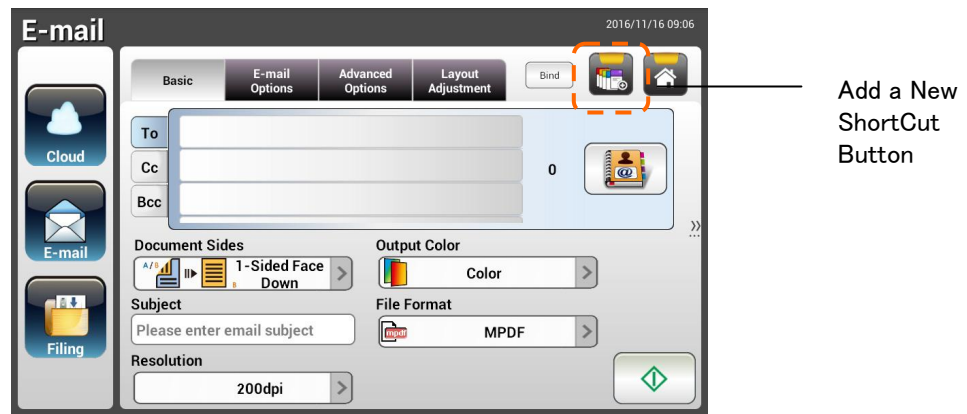 E-mail
2016/11/16 09:06
Basic
E-mail Options
Advanced Options
Layout Adjustment
Bind
Add a New
ShortCut
Button
Cloud
E-mail
Filing
To
Cc
Bcc
0
@
Document Sides
A/B
B
1-Sided Face
Down
Output Color
Color
Subject
Please enter email subject
File Format
mpdf
MPDF
Resolution
200dpi